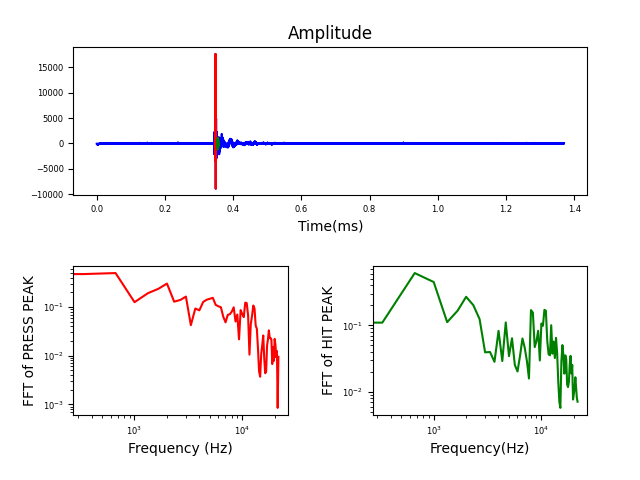 Amplitude
15000
10000
5000
0
−5000
−10000
0.0 0.2 0.4 0.6 0.8 1.0 1.2 1.4
Time(ms)
FFT of PRESS PEAK
10⁻¹
10⁻²
10⁻³
10³ 10⁴
Frequency (Hz)
FFT of HIT PEAK
10⁻¹
10⁻²
10³ 10⁴
Frequency(Hz)